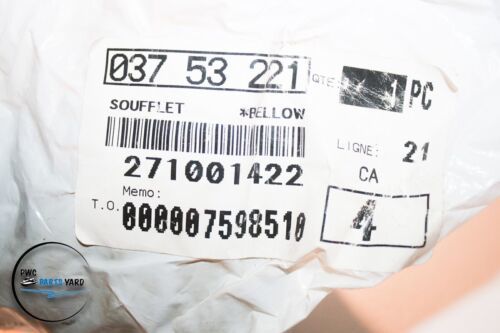 037 53 221 QTE: 1 PC
SOUFFLET *BELLOW
LIGNE: 21
271001422
CA
Memo:
T.O. 000007598510
4
PWC
PARTS YARD